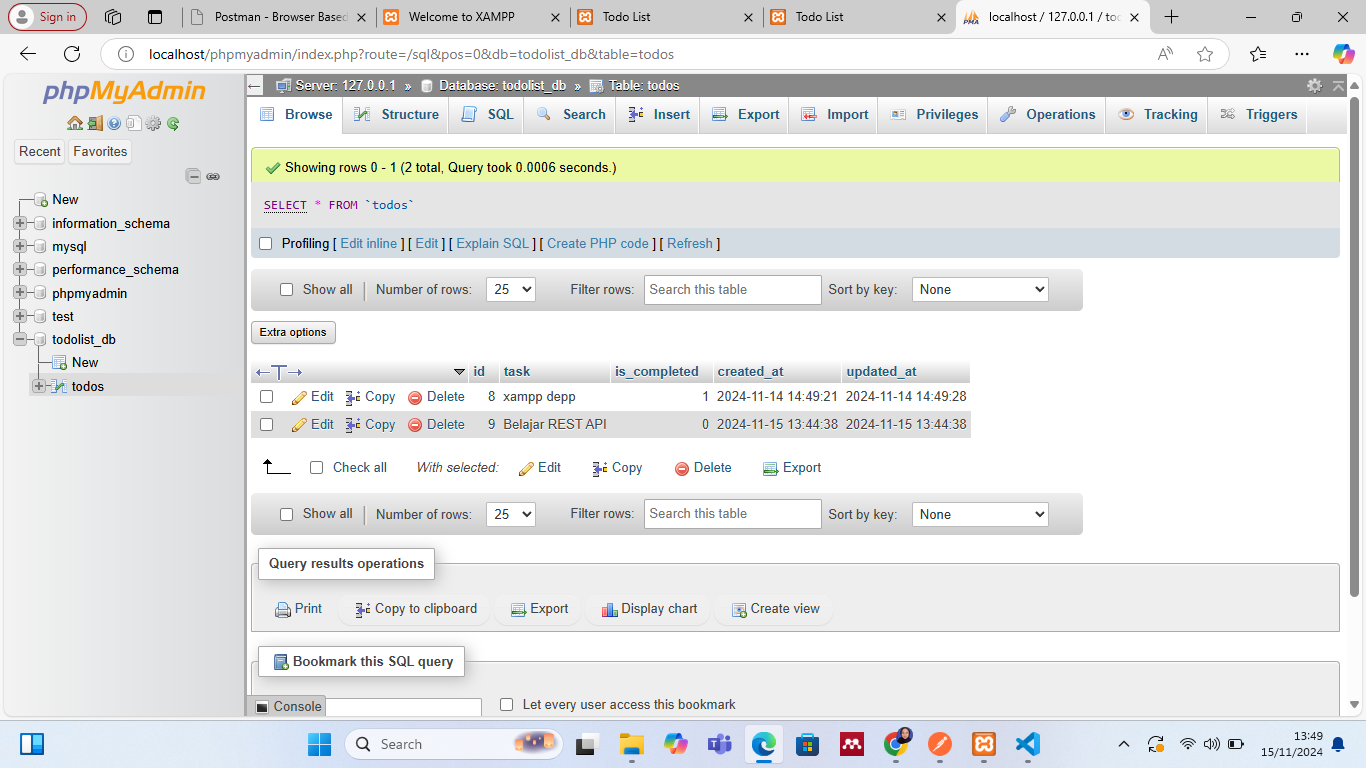 Sign in
Postman - Browser Based
Welcome to XAMPP
Todo List
Todo List
PMA
localhost / 127.0.0.1 / tod
localhost/phpmyadmin/index.php?route=/sql&pos=0&db=todolist_db&table=todos
phpMyAdmin
Recent Favorites
New
information_schema
mysql
performance_schema
phpmyadmin
test
todolist_db
New
todos
Server: 127.0.0.1 » Database: todolist_db » Table: todos
Browse Structure SQL Search Insert Export Import Privileges Operations Tracking Triggers
Showing rows 0 - 1 (2 total, Query took 0.0006 seconds.)
SELECT * FROM `todos`
Profiling [ Edit inline ] [ Edit ] [ Explain SQL ] [ Create PHP code ] [ Refresh ]
Show all | Number of rows: 25 Filter rows: Search this table Sort by key: None
Extra options
←T→ id task is_completed created_at updated_at
Edit Copy Delete 8 xampp depp 1 2024-11-14 14:49:21 2024-11-14 14:49:28
Edit Copy Delete 9 Belajar REST API 0 2024-11-15 13:44:38 2024-11-15 13:44:38
Check all With selected: Edit Copy Delete Export
Show all | Number of rows: 25 Filter rows: Search this table Sort by key: None
Query results operations
Print Copy to clipboard Export Display chart Create view
Bookmark this SQL query
Console
Let every user access this bookmark
Search
13:49
15/11/2024